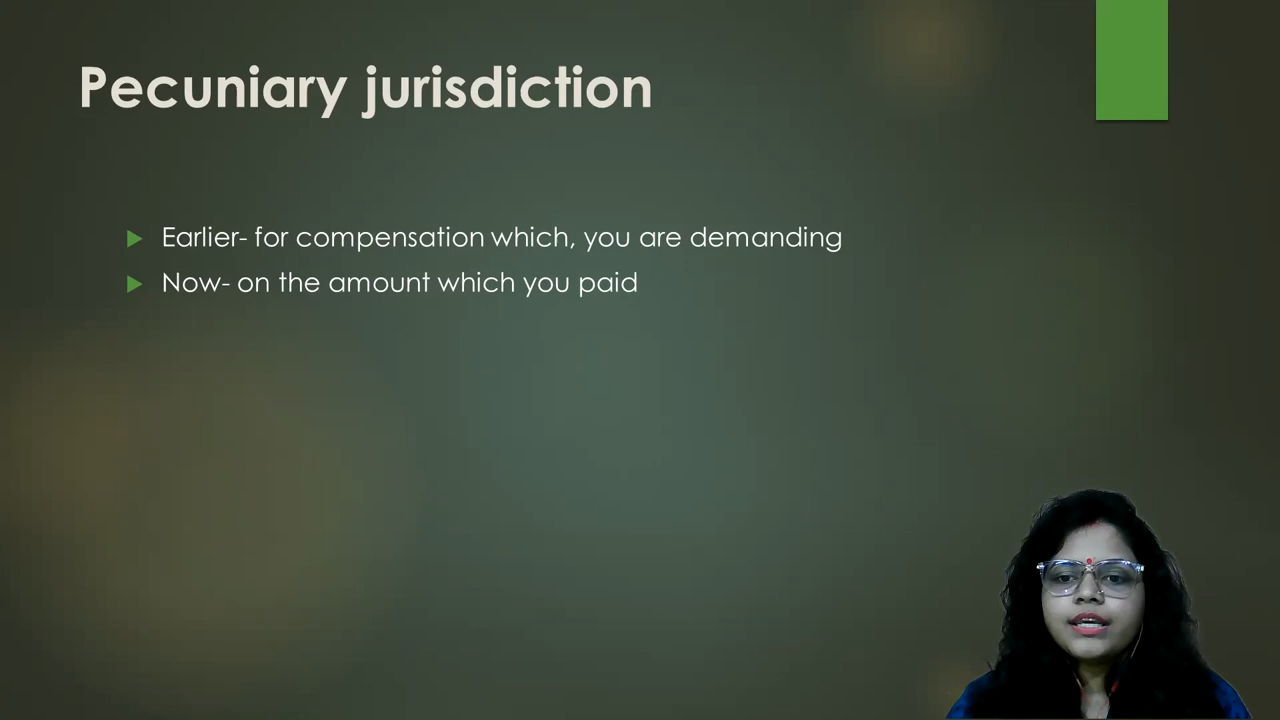 Pecuniary jurisdiction
Earlier- for compensation which, you are demanding
Now- on the amount which you paid